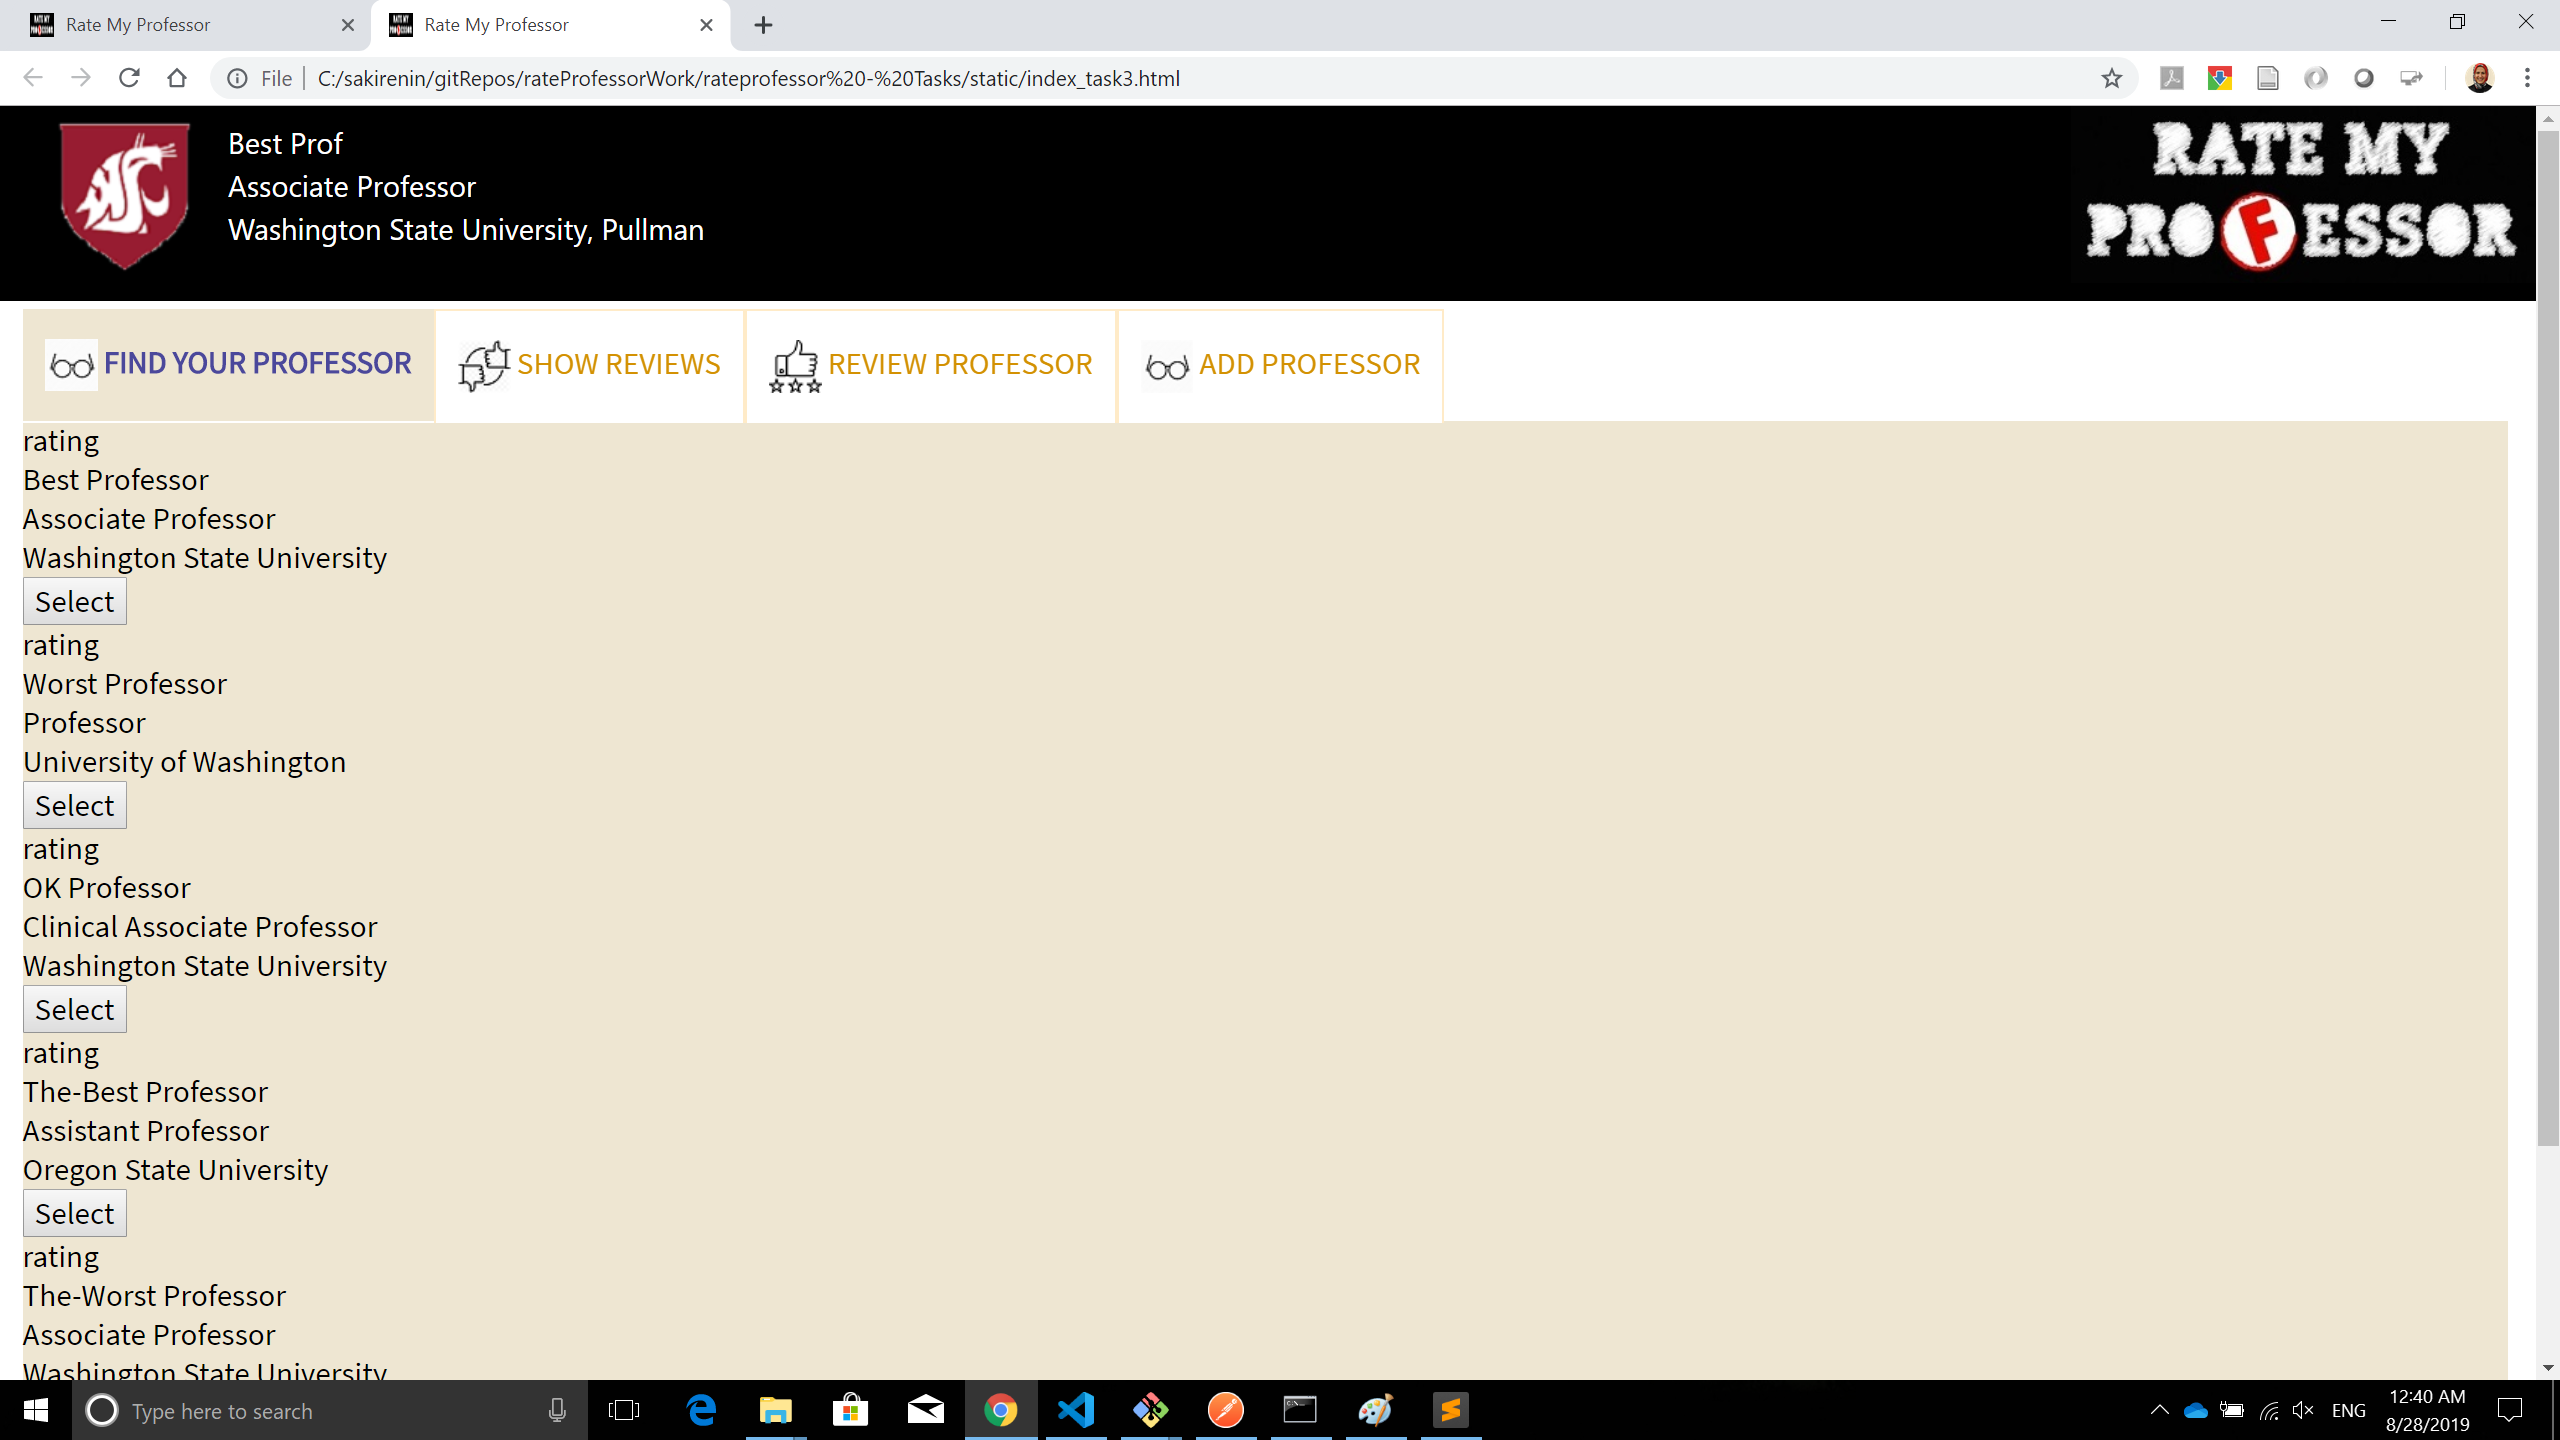 Rate My Professor
Rate My Professor
File
C:/sakirenin/gitRepos/rateProfessorWork/rateprofessor%20-%20Tasks/static/index_task3.html
Best Prof
Associate Professor
Washington State University, Pullman
RATE MY
PROFESSOR
FIND YOUR PROFESSOR
SHOW REVIEWS
REVIEW PROFESSOR
ADD PROFESSOR
rating
Best Professor
Associate Professor
Washington State University
Select
rating
Worst Professor
Professor
University of Washington
Select
rating
OK Professor
Clinical Associate Professor
Washington State University
Select
rating
The-Best Professor
Assistant Professor
Oregon State University
Select
rating
The-Worst Professor
Associate Professor
Washington State University
Type here to search
ENG
12:40 AM
8/28/2019